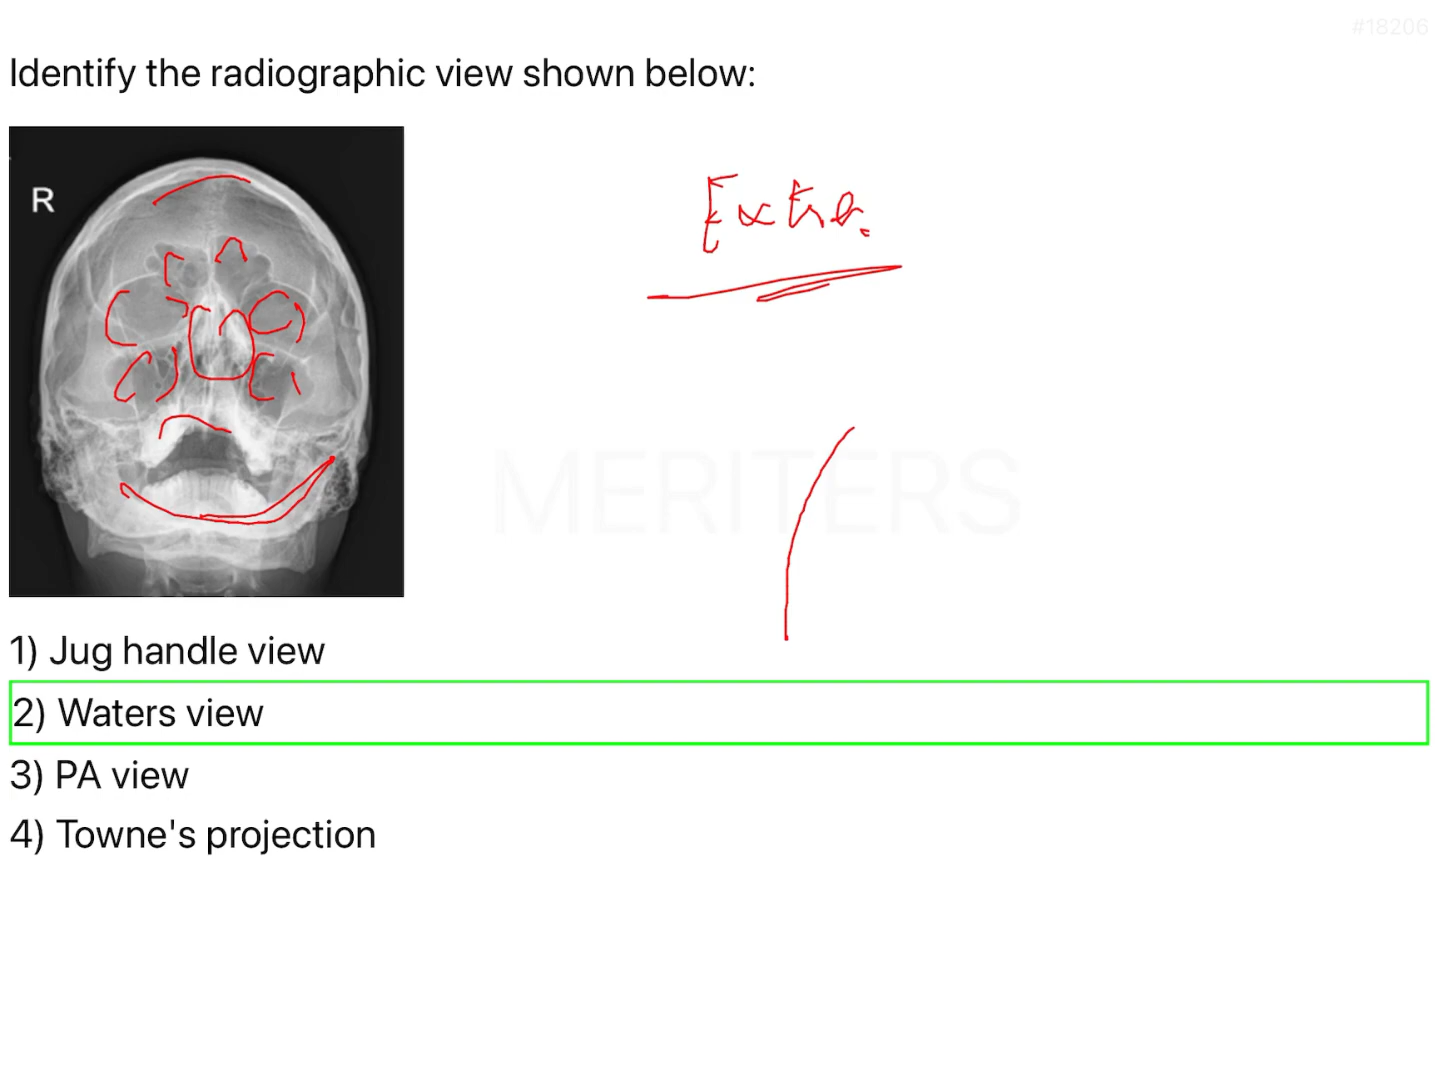 #18206
Identify the radiographic view shown below:
R
Extra.
MERITERS
1) Jug handle view
2) Waters view
3) PA view
4) Towne's projection